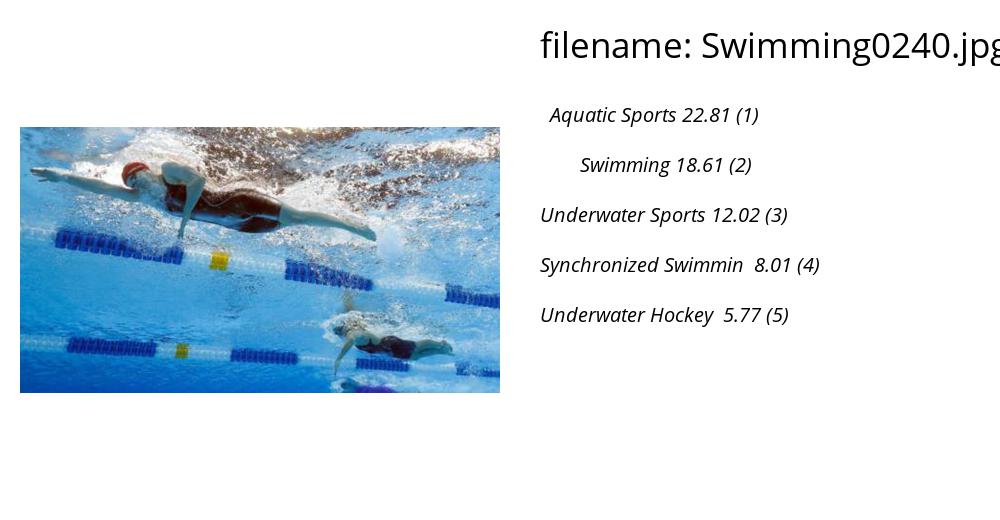 filename: Swimming0240.jpg
Aquatic Sports 22.81 (1)
Swimming 18.61 (2)
Underwater Sports 12.02 (3)
Synchronized Swimmin 8.01 (4)
Underwater Hockey 5.77 (5)